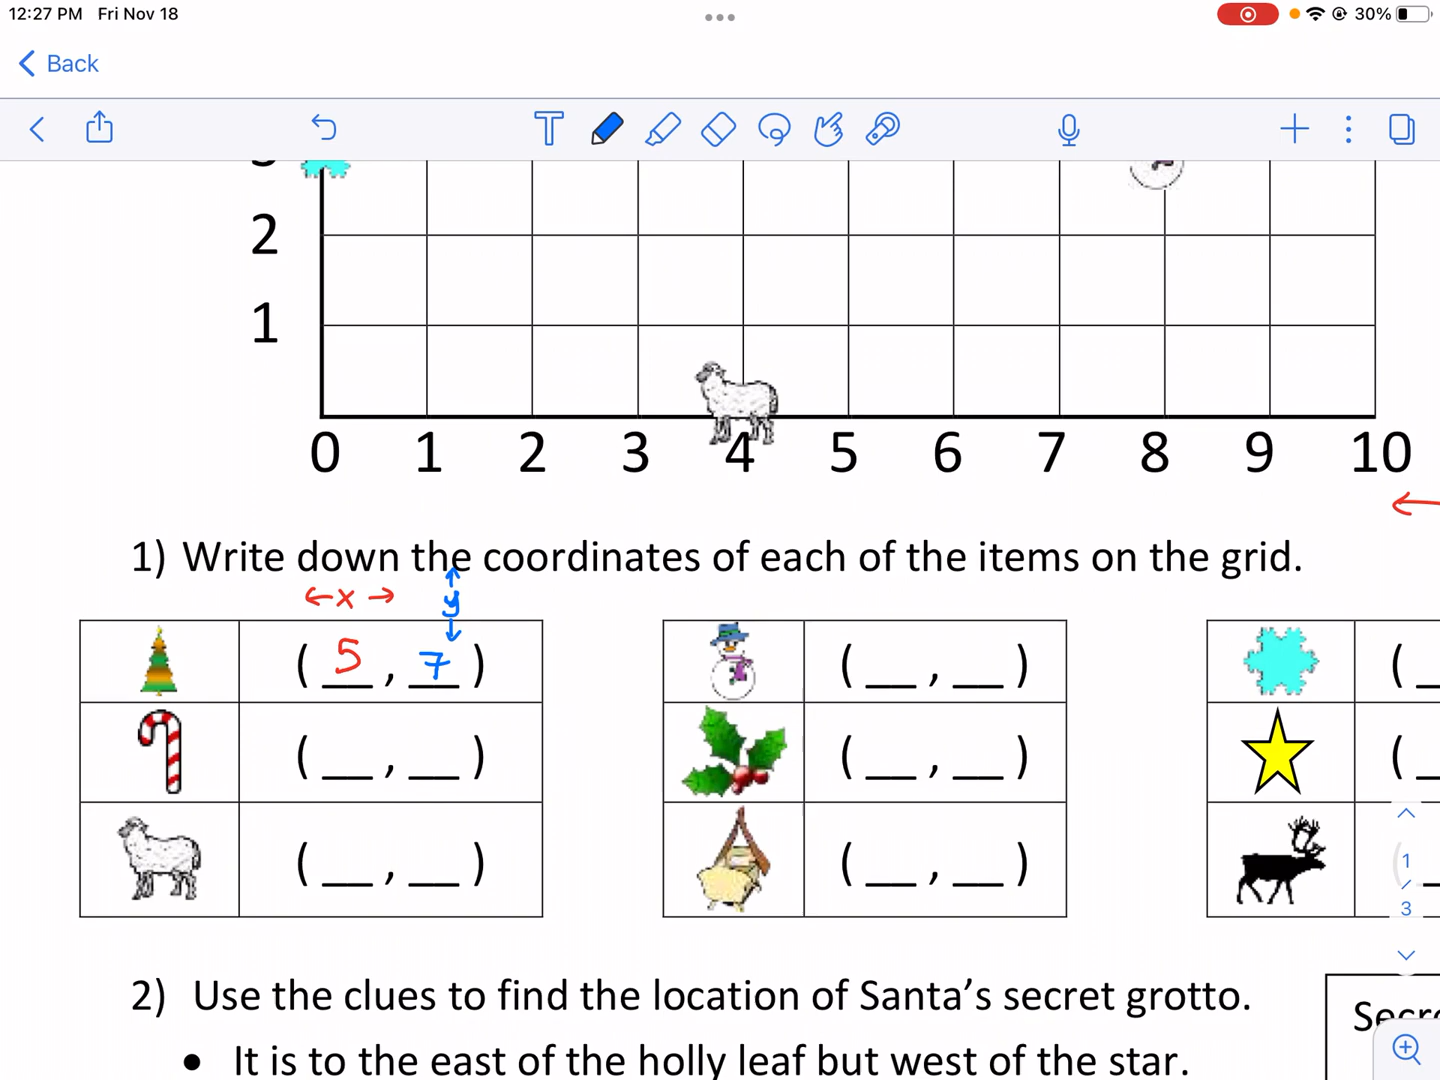 12:27 PM Fri Nov 18
30%
Back
T
2
1
0 1 2 3 4 5 6 7 8 9 10
1) Write down the coordinates of each of the items on the grid.
x y
( 5 , 7 ) ( __ , __ ) ( _
( __ , __ ) ( __ , __ ) ( _
( __ , __ ) ( __ , __ ) ( _
1
/
3
2) Use the clues to find the location of Santa's secret grotto.
Secre
• It is to the east of the holly leaf but west of the star.